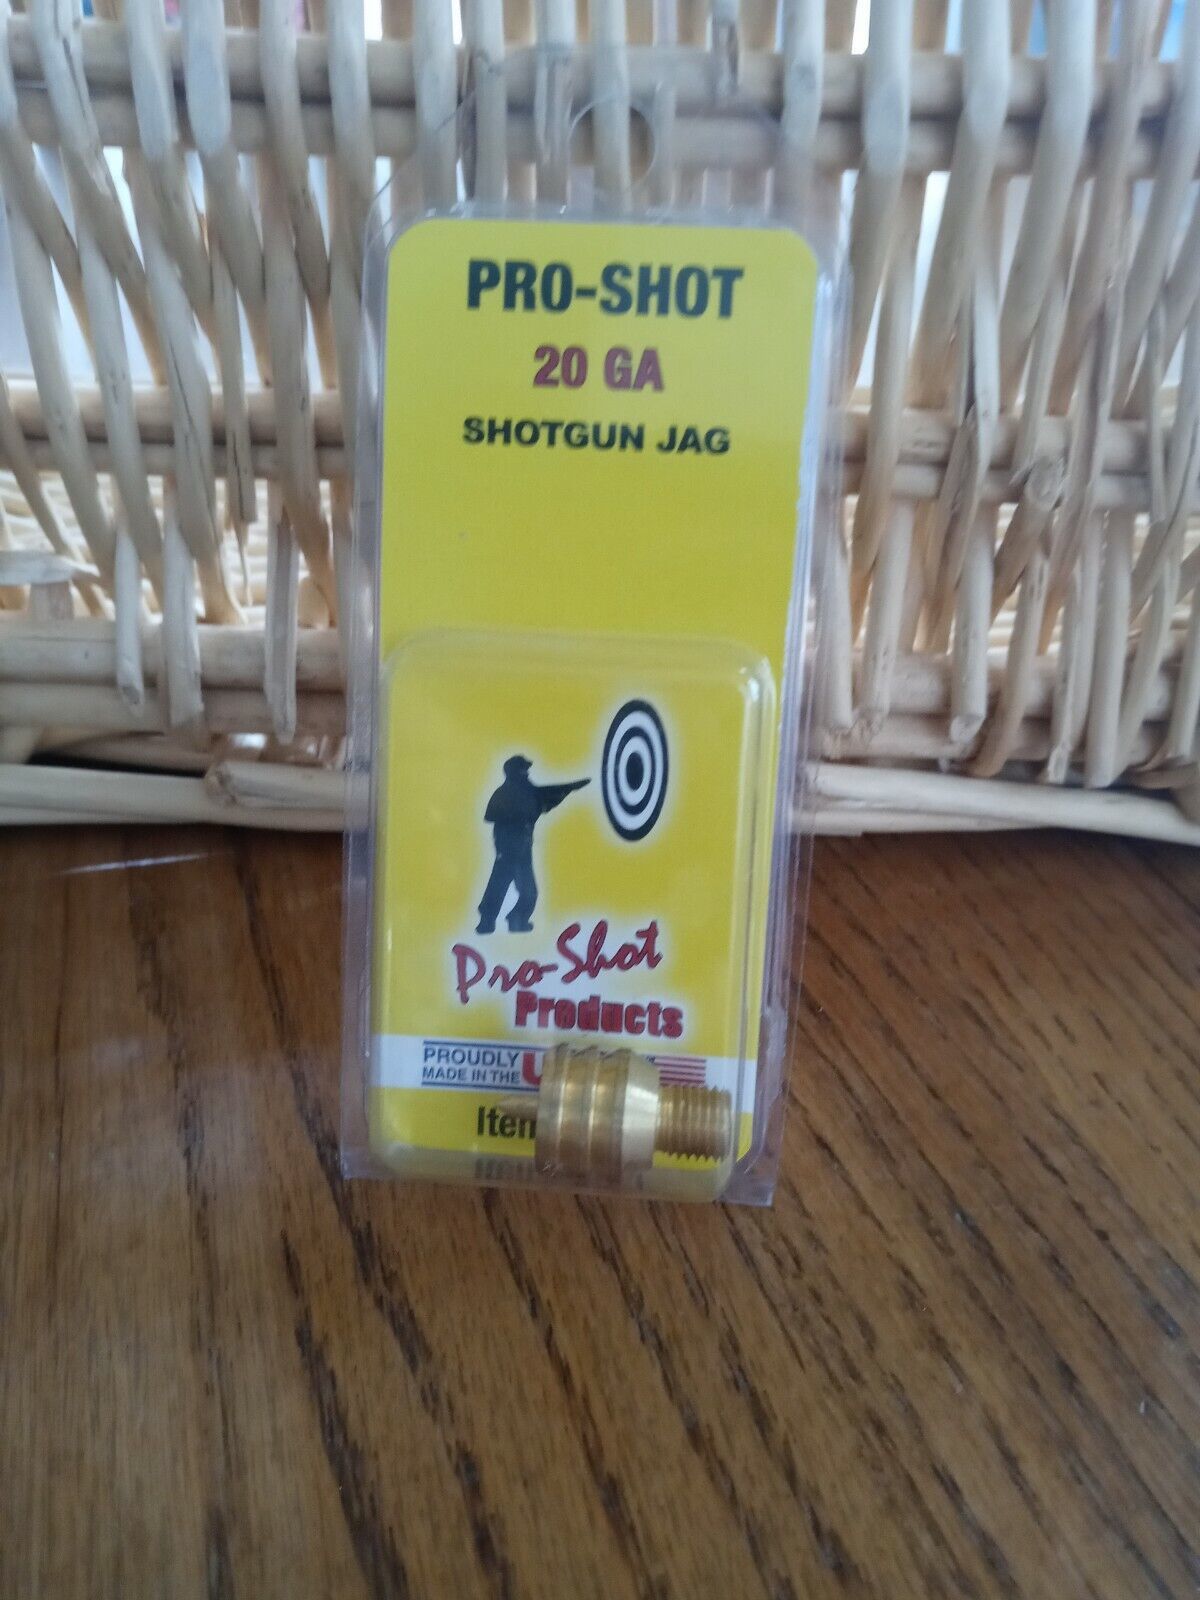 PRO-SHOT
20 GA
SHOTGUN JAG
Pro-Shot
Products
PROUDLY
MADE IN THE